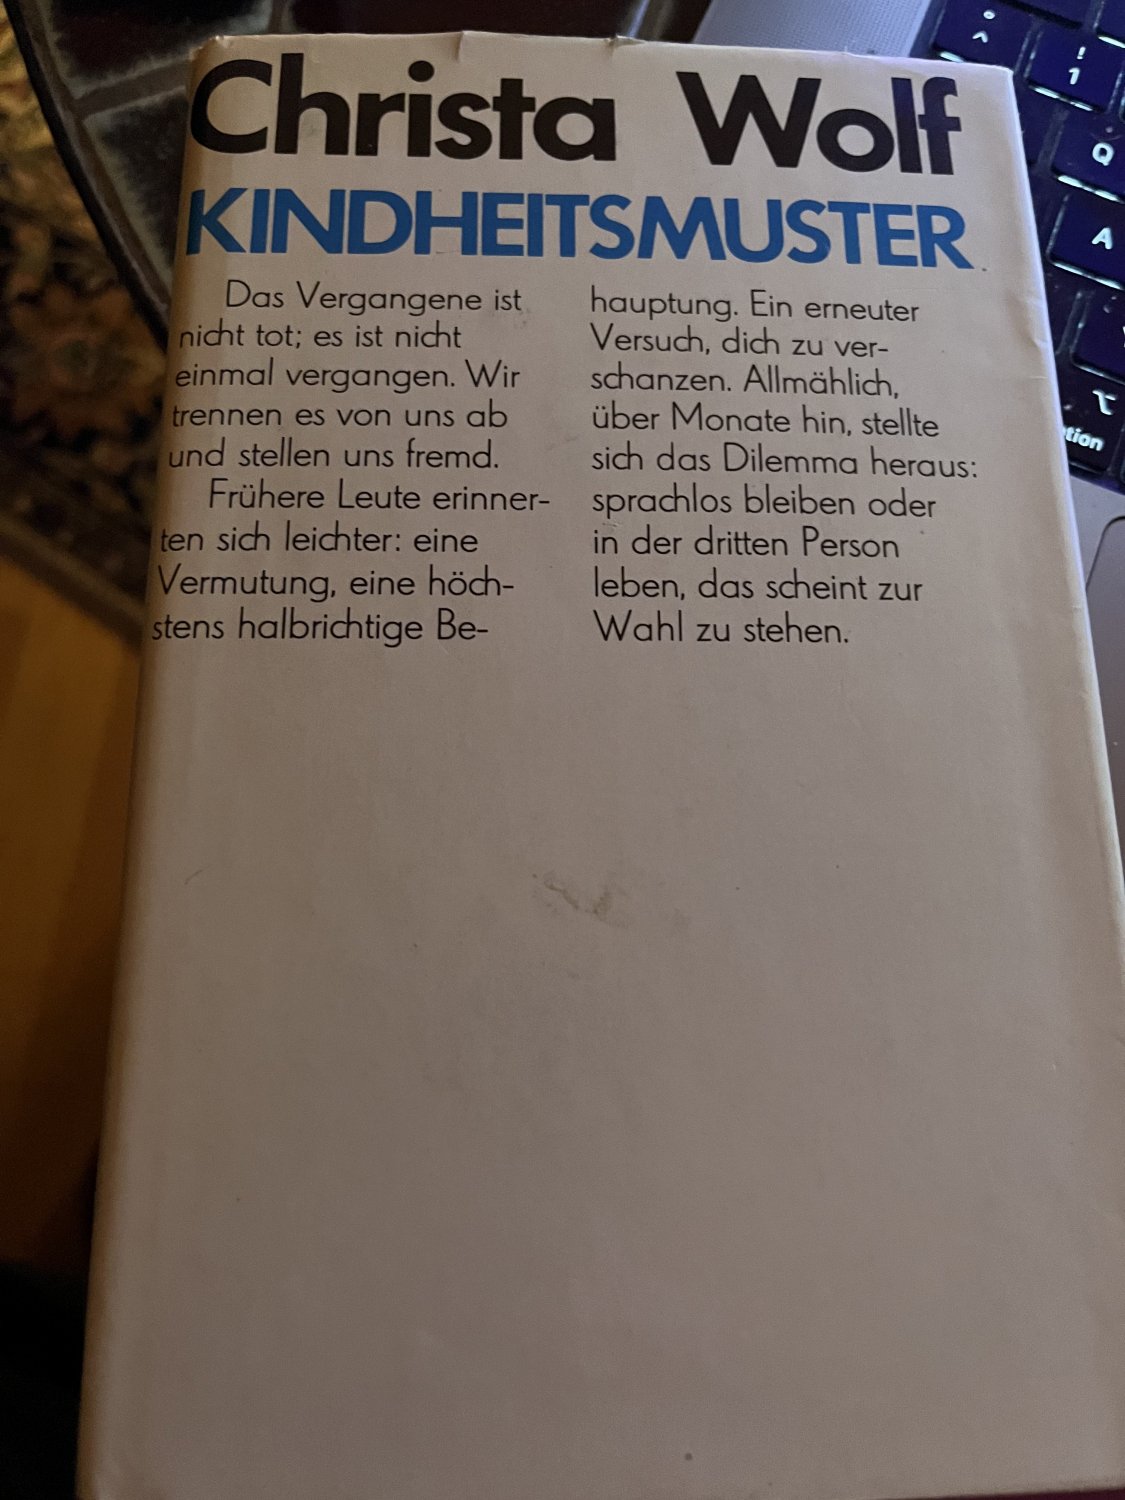 Christa Wolf
KINDHEITSMUSTER
Das Vergangene ist
nicht tot; es ist nicht
einmal vergangen. Wir
trennen es von uns ab
und stellen uns fremd.
Frühere Leute erinner-
ten sich leichter: eine
Vermutung, eine höch-
stens halbrichtige Be-
hauptung. Ein erneuter
Versuch, dich zu ver-
schanzen. Allmählich,
über Monate hin, stellte
sich das Dilemma heraus:
sprachlos bleiben oder
in der dritten Person
leben, das scheint zur
Wahl zu stehen.
^
!
1
Q
A